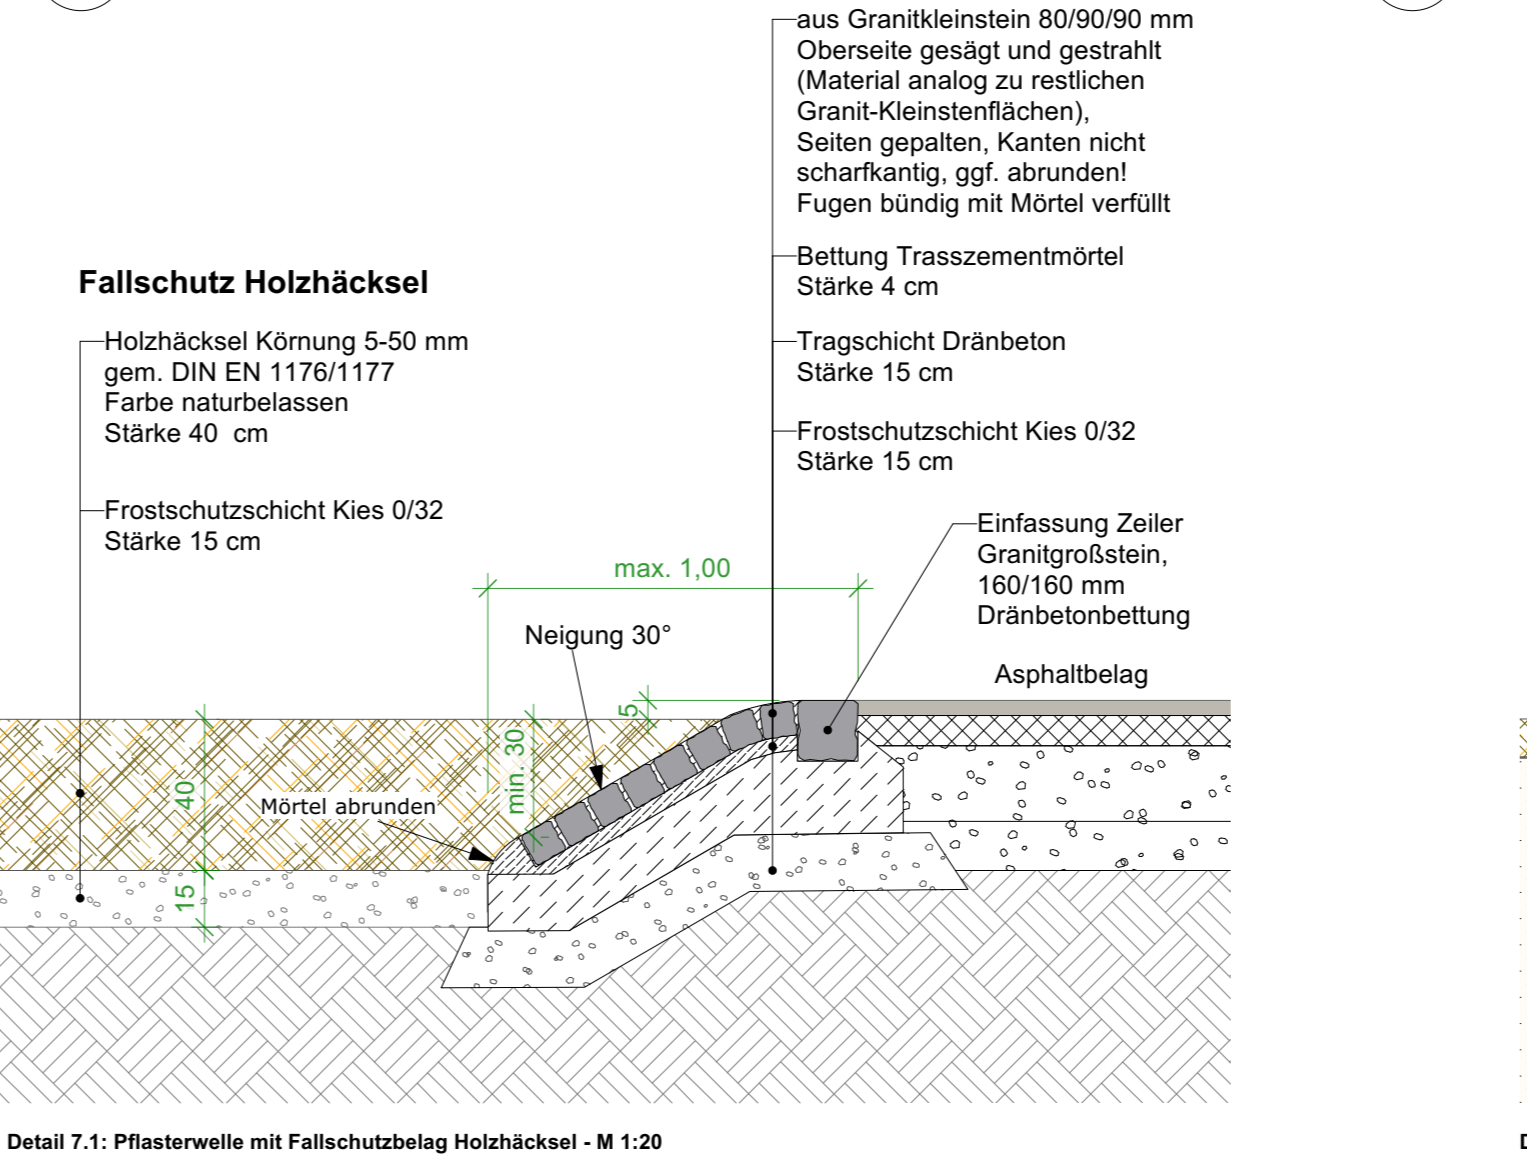 aus Granitkleinstein 80/90/90 mm
Oberseite gesägt und gestrahlt
(Material analog zu restlichen
Granit-Kleinstenflächen),
Seiten gepalten, Kanten nicht
scharfkantig, ggf. abrunden!
Fugen bündig mit Mörtel verfüllt
Bettung Trasszementmörtel
Stärke 4 cm
Tragschicht Dränbeton
Stärke 15 cm
Frostschutzschicht Kies 0/32
Stärke 15 cm
Fallschutz Holzhäcksel
Holzhäcksel Körnung 5-50 mm
gem. DIN EN 1176/1177
Farbe naturbelassen
Stärke 40  cm
Frostschutzschicht Kies 0/32
Stärke 15 cm
Einfassung Zeiler
Granitgroßstein,
160/160 mm
Dränbetonbettung
max. 1,00
Neigung 30°
Asphaltbelag
5
min. 30
40
Mörtel abrunden
15
Detail 7.1: Pflasterwelle mit Fallschutzbelag Holzhäcksel - M 1:20